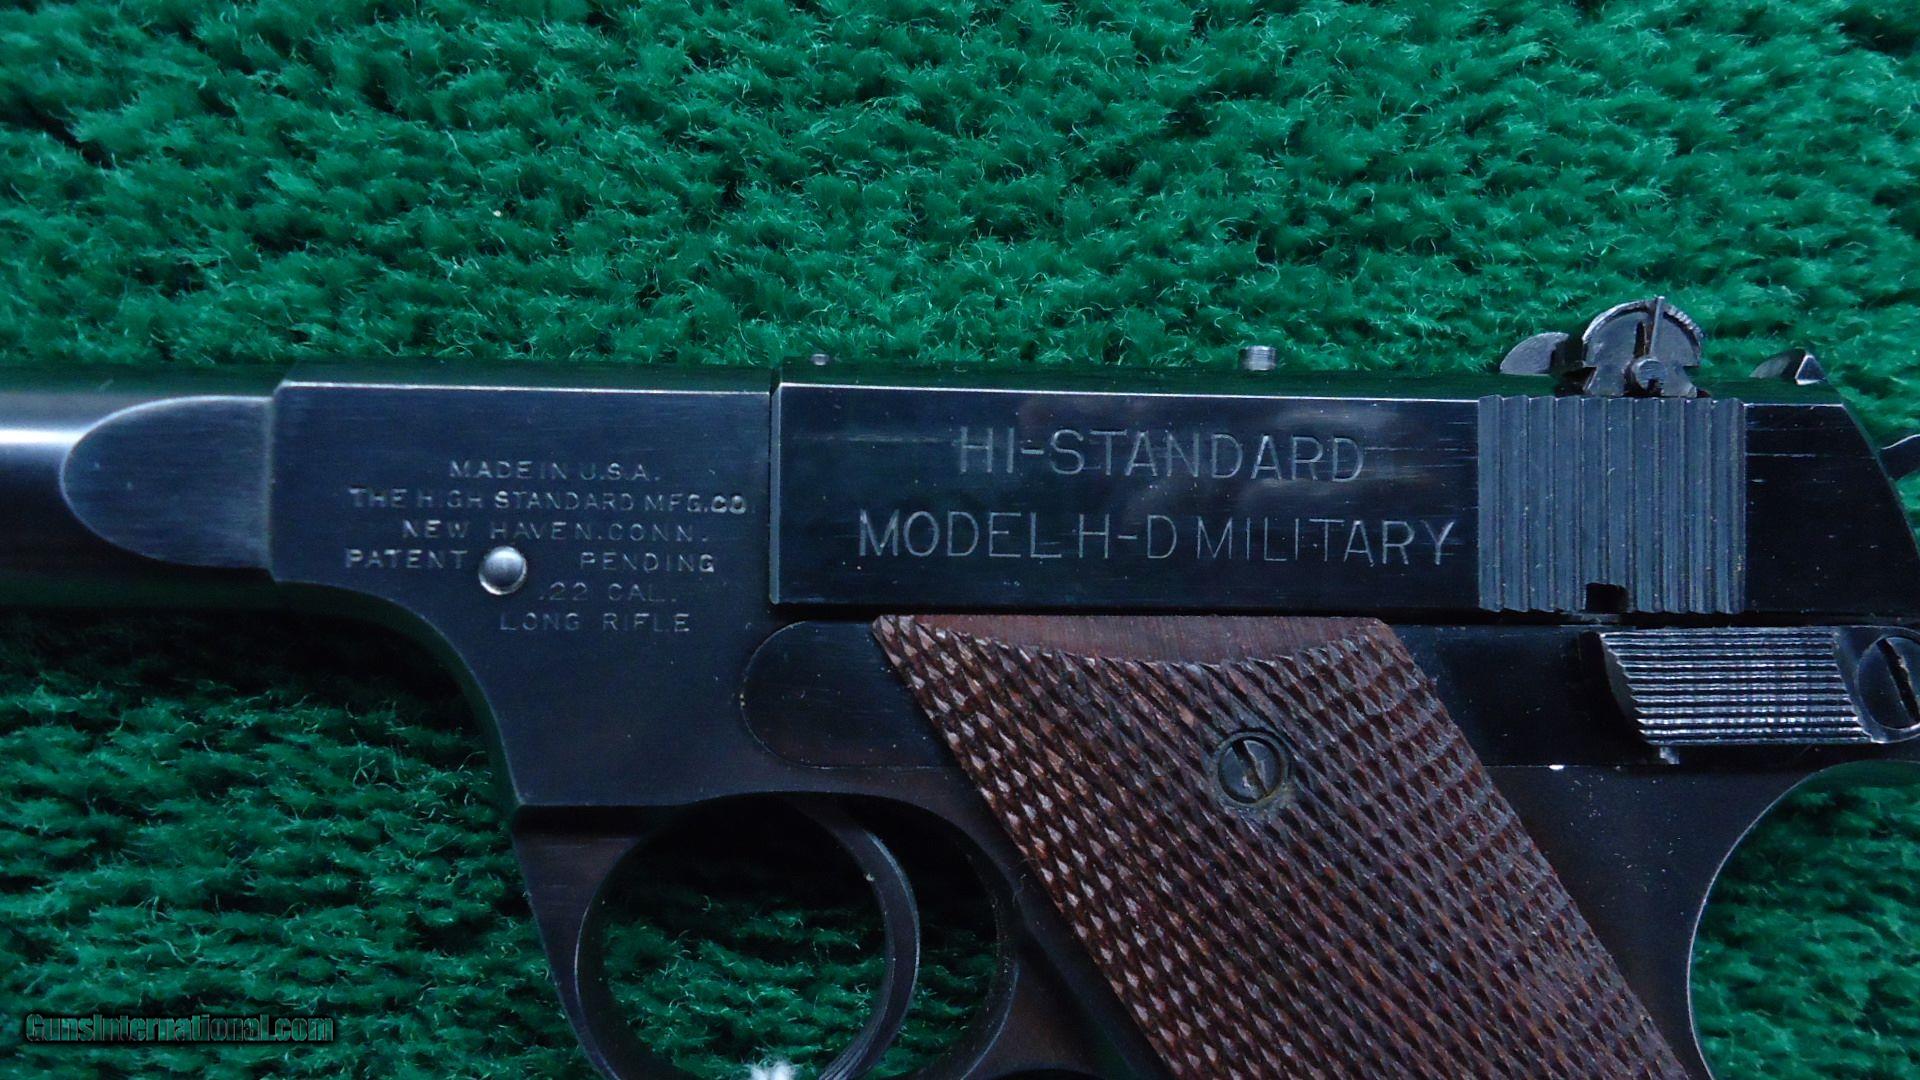 MADE IN U.S.A.
THE HIGH STANDARD MFG.CO
NEW HAVEN.CONN.
PATENT PENDING
.22 CAL.
LONG RIFLE
HI-STANDARD
MODEL H-D MILITARY
GunsInternational.com